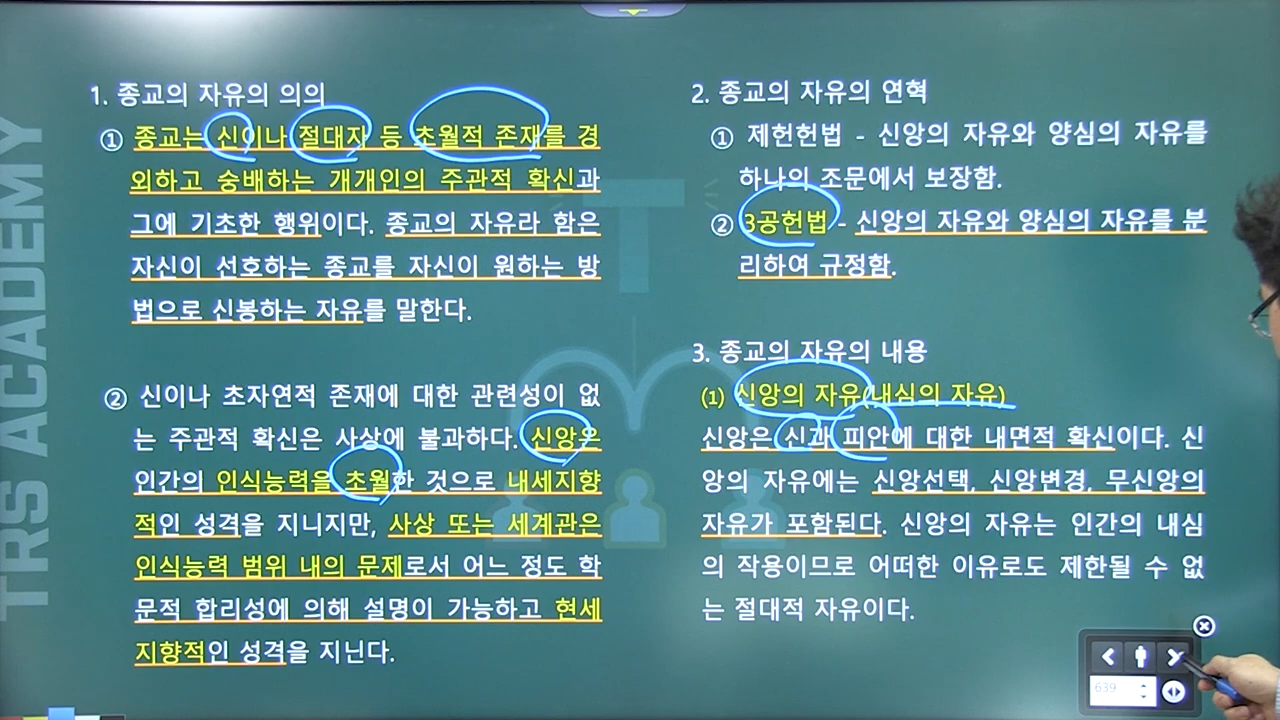 1. 종교의 자유의 의의
① 종교는 신이나 절대자 등 초월적 존재를 경
외하고 숭배하는 개개인의 주관적 확신과
그에 기초한 행위이다. 종교의 자유라 함은
자신이 선호하는 종교를 자신이 원하는 방
법으로 신봉하는 자유를 말한다.
② 신이나 초자연적 존재에 대한 관련성이 없
는 주관적 확신은 사상에 불과하다. 신앙은
인간의 인식능력을 초월한 것으로 내세지향
적인 성격을 지니지만, 사상 또는 세계관은
인식능력 범위 내의 문제로서 어느 정도 학
문적 합리성에 의해 설명이 가능하고 현세
지향적인 성격을 지닌다.
2. 종교의 자유의 연혁
① 제헌헌법 - 신앙의 자유와 양심의 자유를
하나의 조문에서 보장함.
② 3공헌법 - 신앙의 자유와 양심의 자유를 분
리하여 규정함.
3. 종교의 자유의 내용
⑴ 신앙의 자유(내심의 자유)
신앙은 신과 피안에 대한 내면적 확신이다. 신
앙의 자유에는 신앙선택, 신앙변경, 무신앙의
자유가 포함된다. 신앙의 자유는 인간의 내심
의 작용이므로 어떠한 이유로도 제한될 수 없
는 절대적 자유이다.
TRS ACADEMY
639